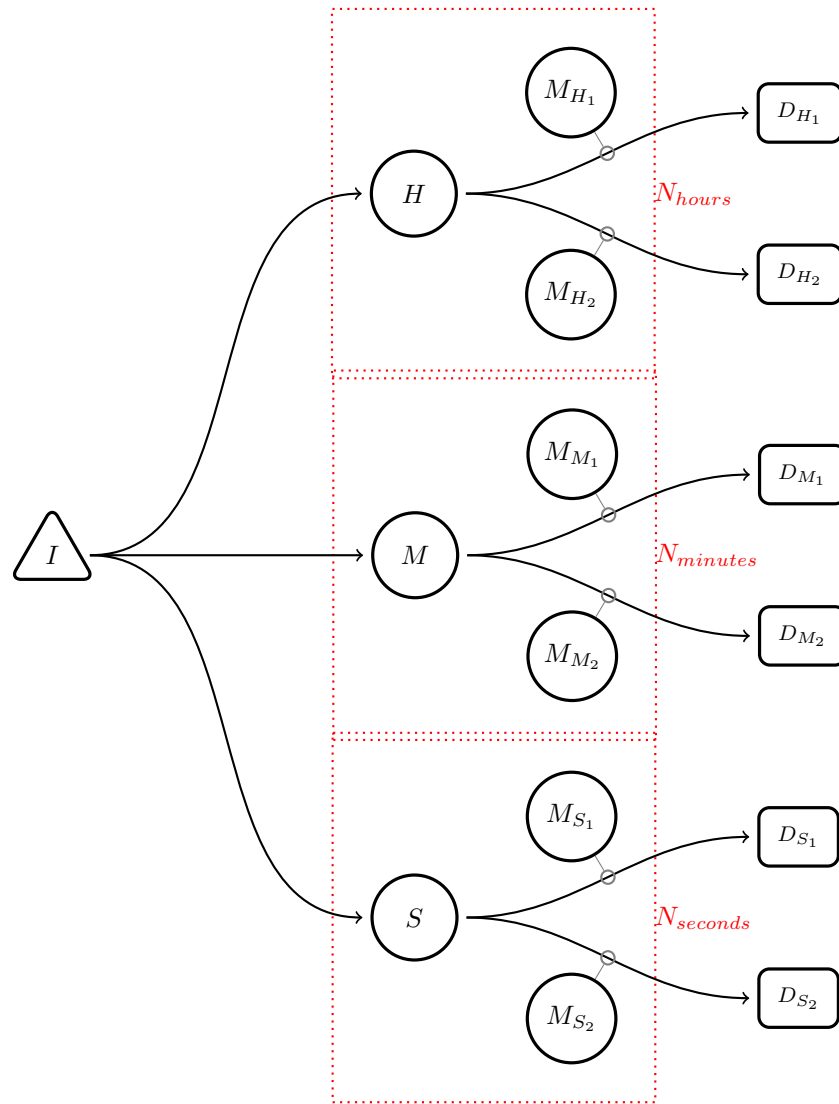 M_{H_1}
D_{H_1}
H
N_{hours}
D_{H_2}
M_{H_2}
M_{M_1}
D_{M_1}
I
M
N_{minutes}
D_{M_2}
M_{M_2}
M_{S_1}
D_{S_1}
S
N_{seconds}
D_{S_2}
M_{S_2}